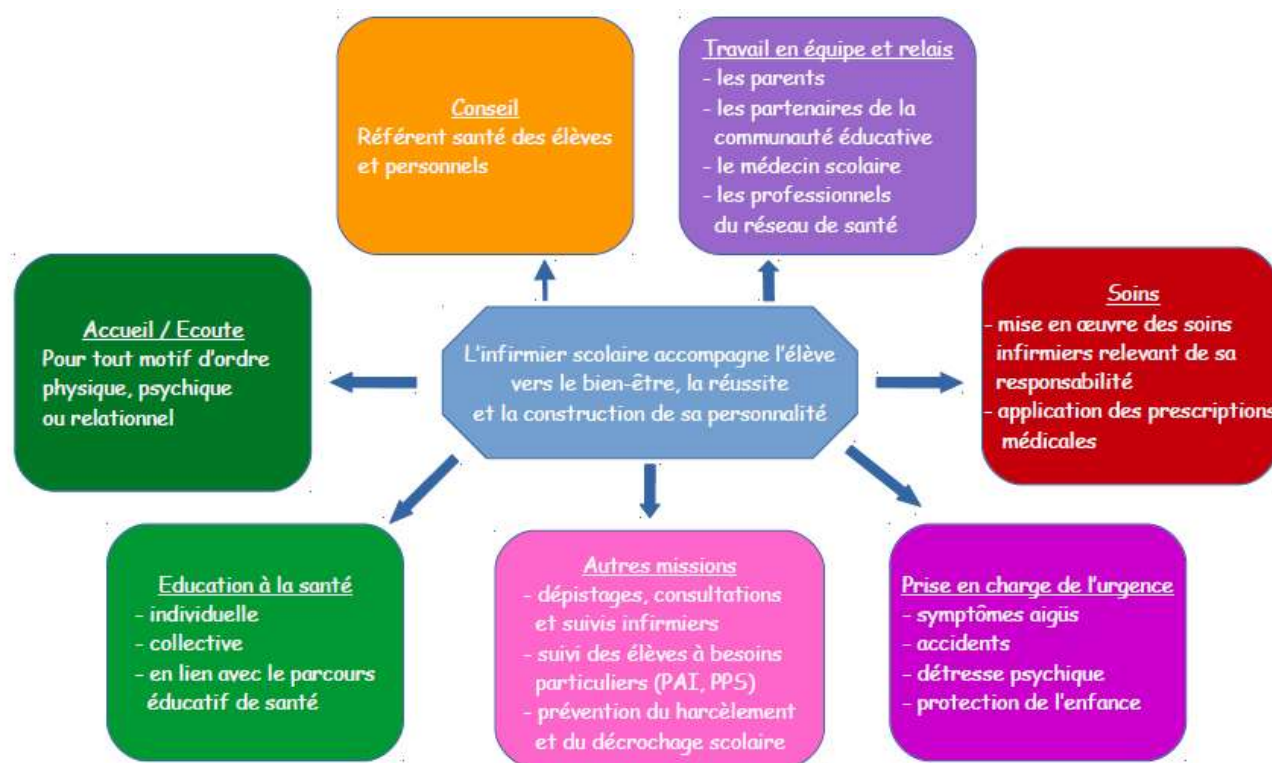 Conseil
Référent santé des élèves
et personnels
Travail en équipe et relais
- les parents
- les partenaires de la
communauté éducative
- le médecin scolaire
- les professionnels
du réseau de santé
Accueil / Ecoute
Pour tout motif d'ordre
physique, psychique
ou relationnel
L'infirmier scolaire accompagne l'élève
vers le bien-être, la réussite
et la construction de sa personnalité
Soins
- mise en œuvre des soins
infirmiers relevant de sa
responsabilité
- application des prescriptions
médicales
Education à la santé
- individuelle
- collective
- en lien avec le parcours
éducatif de santé
Autres missions
- dépistages, consultations
et suivis infirmiers
- suivi des élèves à besoins
particuliers (PAI, PPS)
- prévention du harcèlement
et du décrochage scolaire
Prise en charge de l'urgence
- symptômes aigüs
- accidents
- détresse psychique
- protection de l'enfance